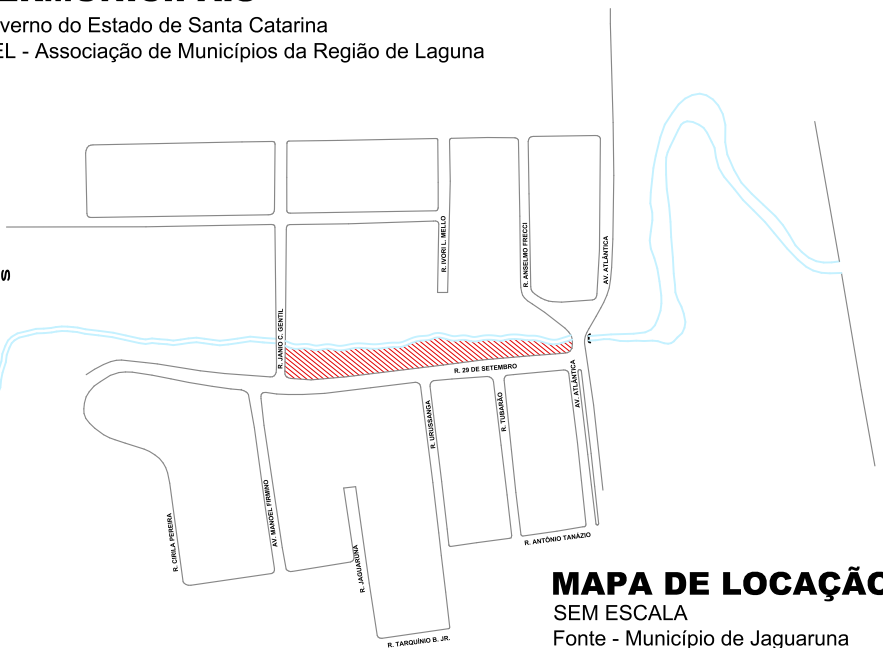 verno do Estado de Santa Catarina
EL - Associação de Municípios da Região de Laguna
R. IVORI L. MELLO
R. ANSELMO FRECCI
AV. ATLÂNTICA
S
R. JANIO C. GENTIL
R. 29 DE SETEMBRO
AV. ATLÂNTICA
R. URUSSANGA
R. TUBARÃO
R. CIRILA PEREIRA
AV. MANOEL FIRMINO
R. JAGUARUNA
R. ANTÔNIO TANÁZIO
R. TARQUÍNIO B. JR.
MAPA DE LOCAÇÃO
SEM ESCALA
Fonte - Município de Jaguaruna